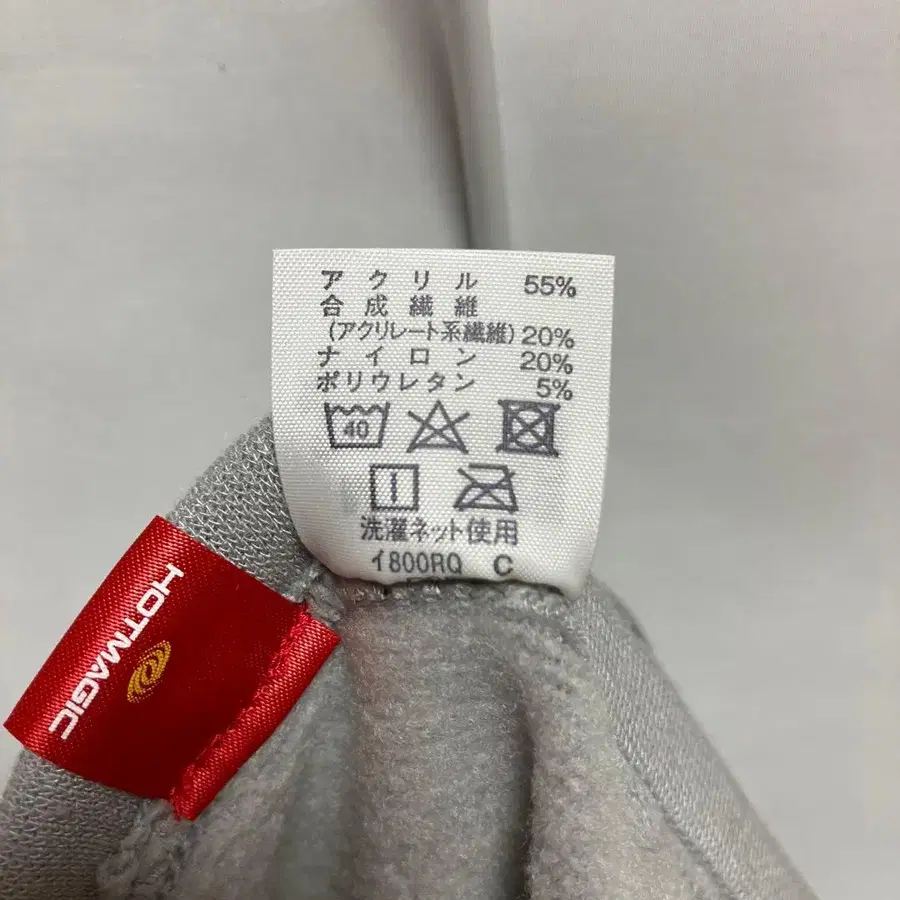 アクリル 55%
合成繊維
(アクリレート系繊維) 20%
ナイロン 20%
ポリウレタン 5%
40
洗濯ネット使用
1800RQ C
HOTMAGIC